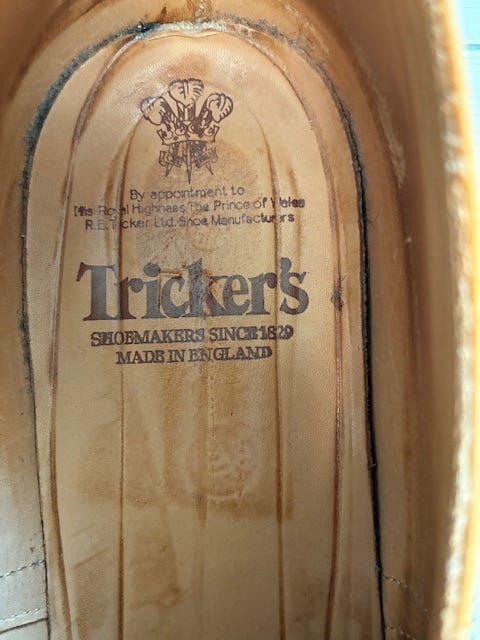 By appointment to
His Royal Highness The Prince of Wales
R.E. Tricker Ltd. Shoe Manufacturers
Tricker's
SHOEMAKERS SINCE 1829
MADE IN ENGLAND